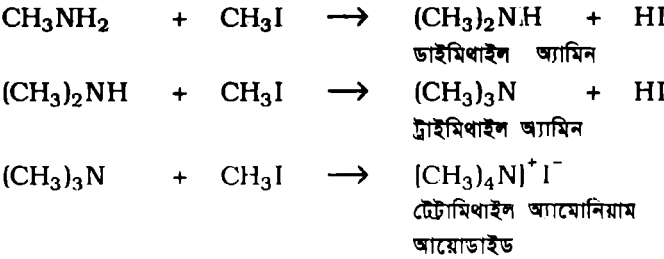 CH₃NH₂ + CH₃I ⟶ (CH₃)₂NH + HI
ডাইমিথাইল অ্যামিন
(CH₃)₂NH + CH₃I ⟶ (CH₃)₃N + HI
ট্রাইমিথাইল অ্যামিন
(CH₃)₃N + CH₃I ⟶ (CH₃)₄N)⁺ I⁻
টেট্রামিথাইল অ্যামোনিয়াম
আয়োডাইড